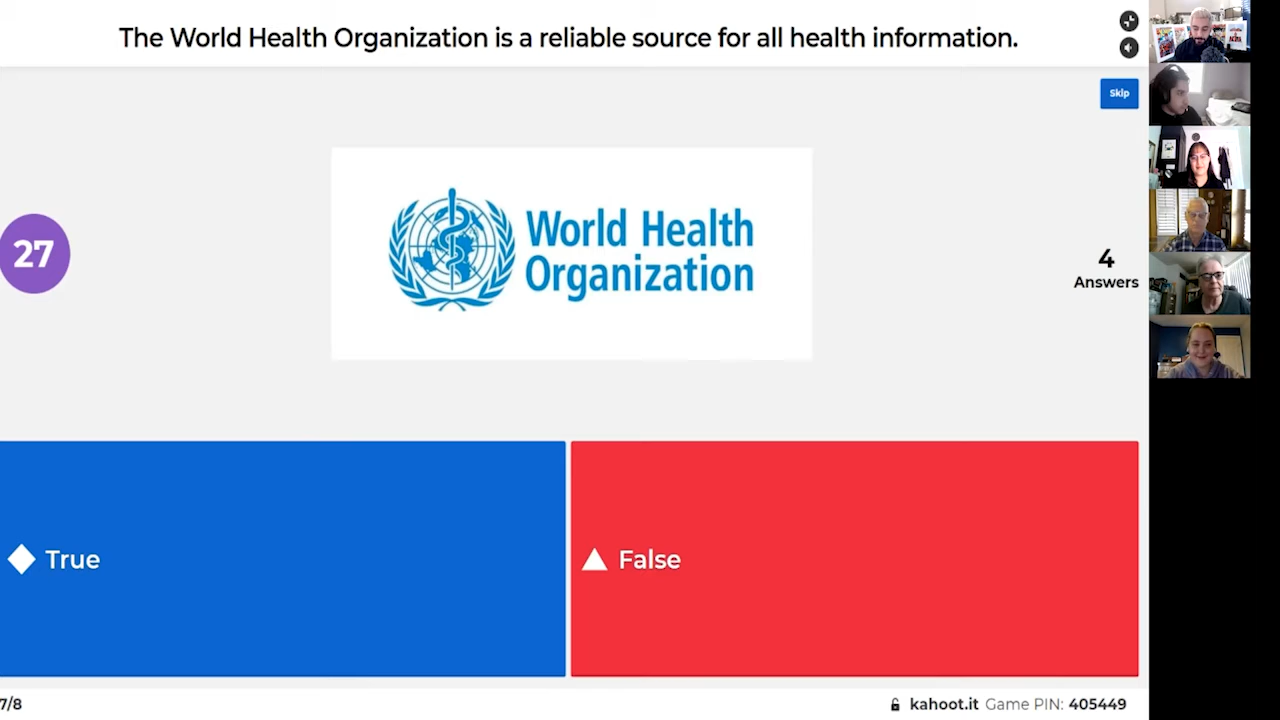 The World Health Organization is a reliable source for all health information.
Skip
27
World Health
Organization
4
Answers
True
False
7/8
kahoot.it Game PIN: 405449